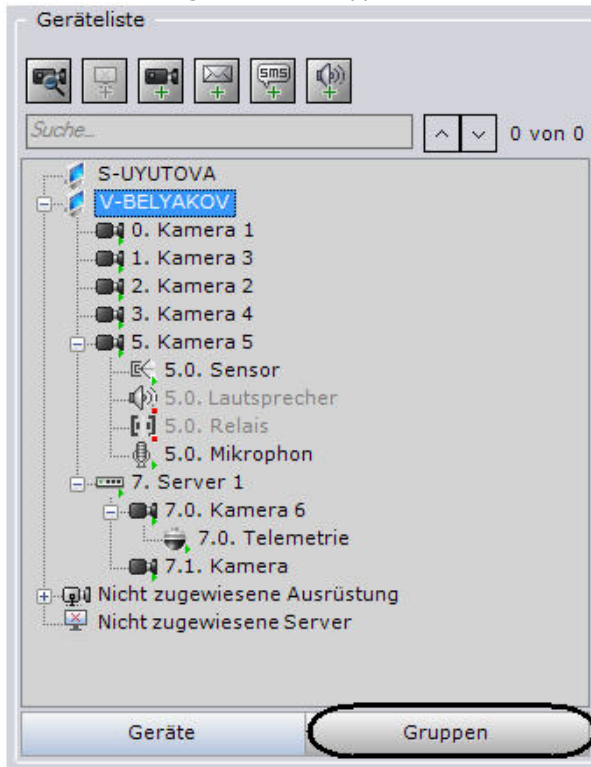 Geräteliste
sms
Suche...
0 von 0
S-UYUTOVA
V-BELYAKOV
0. Kamera 1
1. Kamera 3
2. Kamera 2
3. Kamera 4
5. Kamera 5
5.0. Sensor
5.0. Lautsprecher
5.0. Relais
5.0. Mikrophon
7. Server 1
7.0. Kamera 6
7.0. Telemetrie
7.1. Kamera
Nicht zugewiesene Ausrüstung
Nicht zugewiesene Server
Geräte
Gruppen